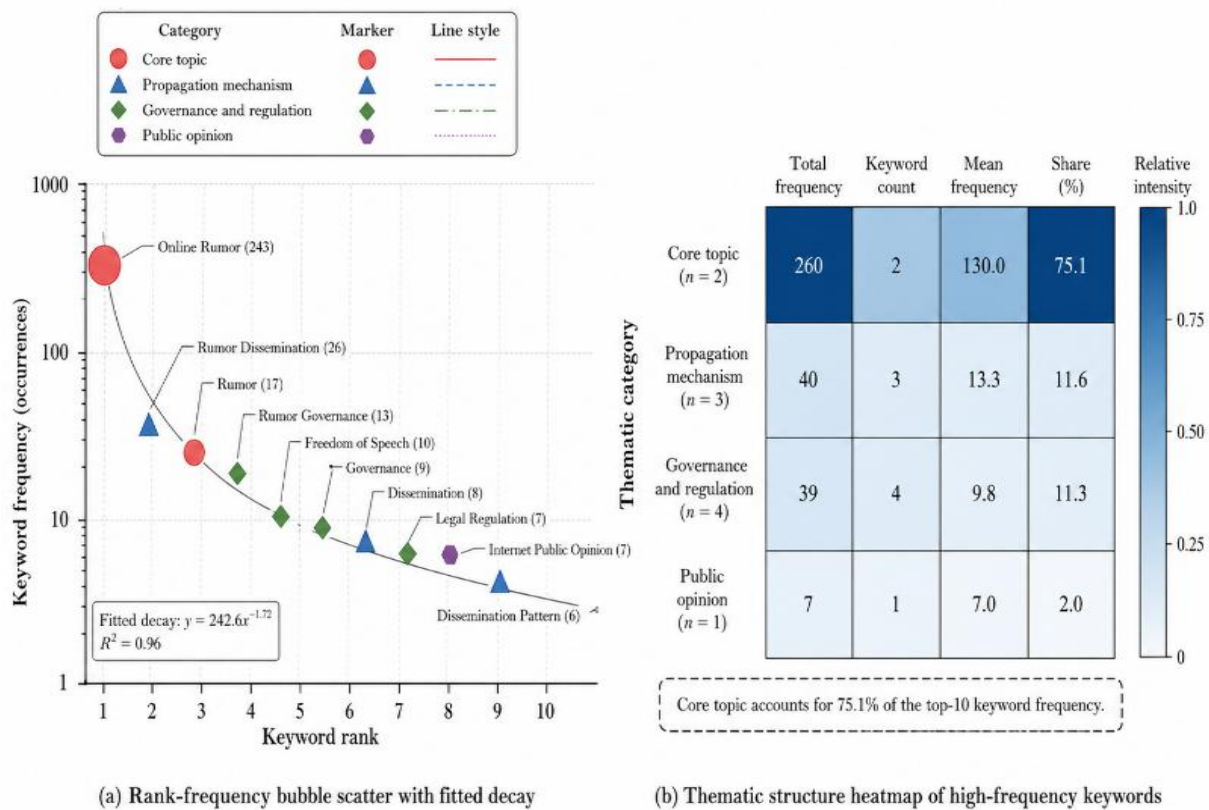 Category Marker Line style
Core topic
Propagation mechanism
Governance and regulation
Public opinion
Keyword frequency (occurrences)
1000
100
10
1
Online Rumor (243)
Rumor Dissemination (26)
Rumor (17)
Rumor Governance (13)
Freedom of Speech (10)
Governance (9)
Dissemination (8)
Legal Regulation (7)
Internet Public Opinion (7)
Dissemination Pattern (6)
Fitted decay: y = 242.6x^−1.72
R² = 0.96
1 2 3 4 5 6 7 8 9 10
Keyword rank
(a) Rank-frequency bubble scatter with fitted decay
Total frequency
Keyword count
Mean frequency
Share (%)
Relative intensity
Thematic category
Core topic
(n = 2)
260 2 130.0 75.1
Propagation
mechanism
(n = 3)
40 3 13.3 11.6
Governance
and regulation
(n = 4)
39 4 9.8 11.3
Public
opinion
(n = 1)
7 1 7.0 2.0
1.0
0.75
0.50
0.25
0
Core topic accounts for 75.1% of the top-10 keyword frequency.
(b) Thematic structure heatmap of high-frequency keywords